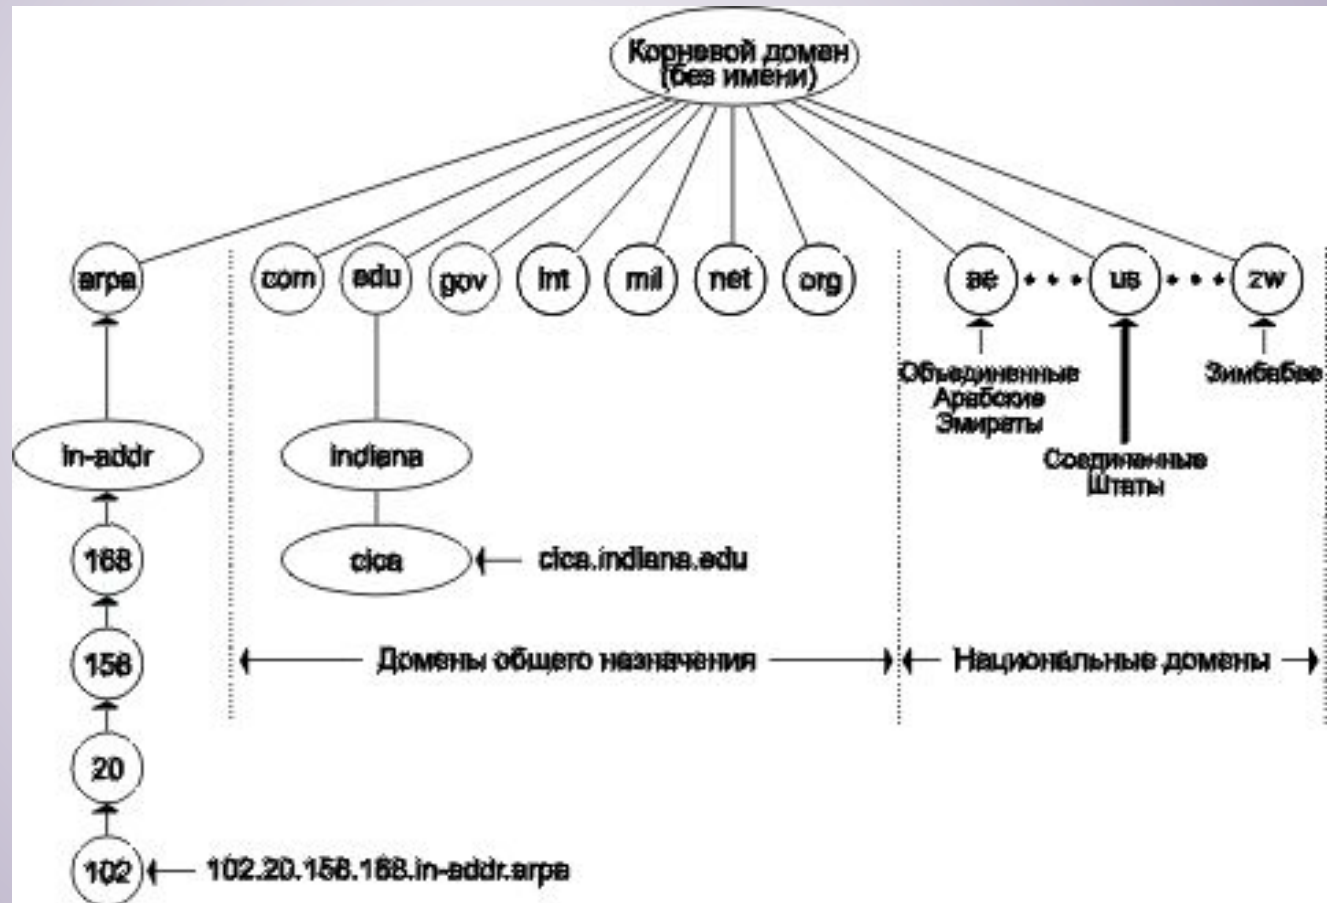 Корневой домен
(без имени)
arpa
com
edu
gov
int
mil
net
org
ae
us
zw
Объединенные
Арабские
Эмираты
Соединенные
Штаты
Зимбабве
in-addr
indiana
168
cica
cica.indiana.edu
158
Домены общего назначения
Национальные домены
20
102
102.20.158.168.in-addr.arpa